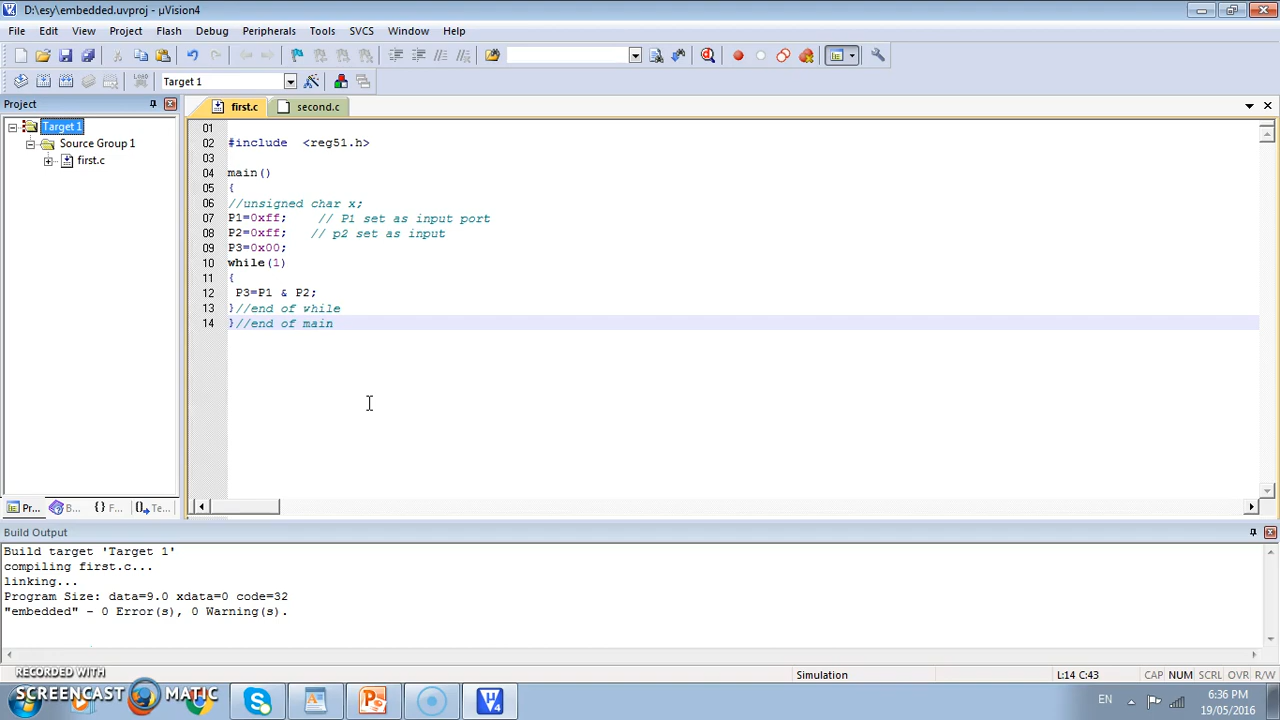 D:\esy\embedded.uvproj - µVision4
File Edit View Project Flash Debug Peripherals Tools SVCS Window Help
LOAD Target 1
Project
first.c second.c
Target 1
Source Group 1
first.c
01
02 #include <reg51.h>
03
04 main()
05 {
06 //unsigned char x;
07 P1=0xff; // P1 set as input port
08 P2=0xff; // p2 set as input
09 P3=0x00;
10 while(1)
11 {
12 P3=P1 & P2;
13 }//end of while
14 }//end of main
Pr... B... {} F... Te...
Build Output
Build target 'Target 1'
compiling first.c...
linking...
Program Size: data=9.0 xdata=0 code=32
"embedded" - 0 Error(s), 0 Warning(s).
Simulation L:14 C:43 CAP NUM SCRL OVR R/W
RECORDED WITH
SCREENCAST MATIC
EN 6:36 PM
19/05/2016